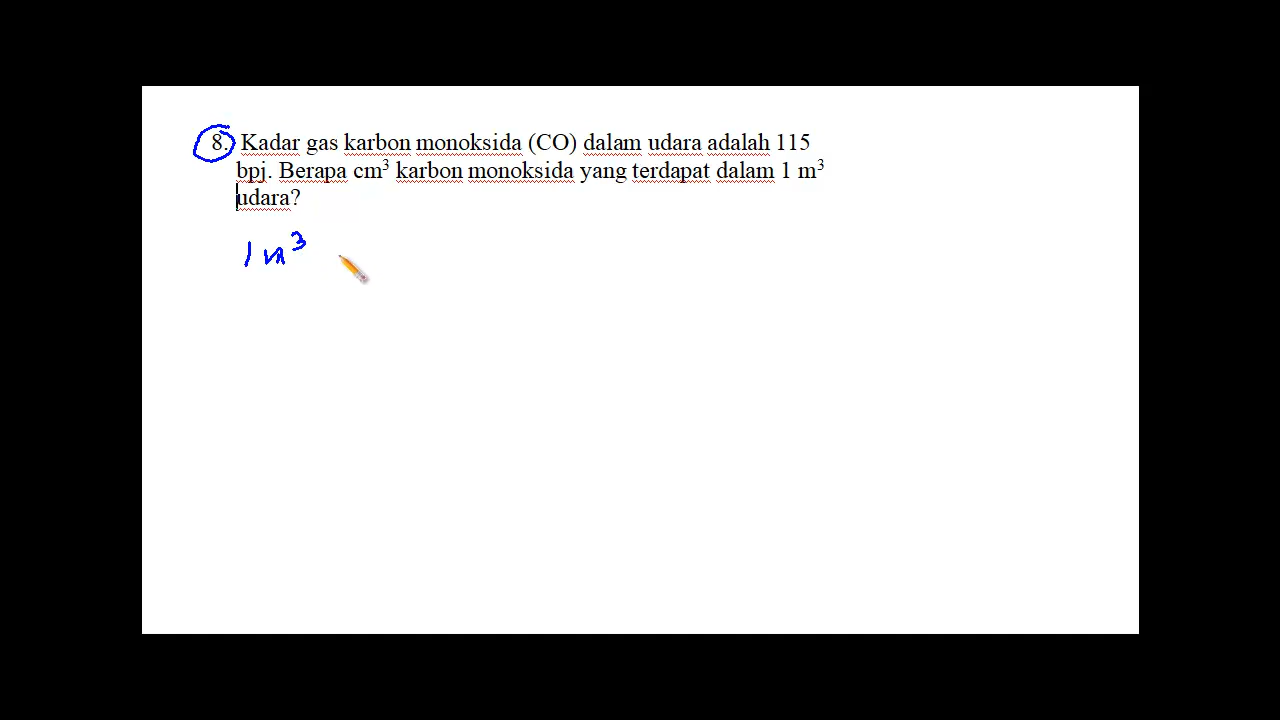 8. Kadar gas karbon monoksida (CO) dalam udara adalah 115
bpj. Berapa cm³ karbon monoksida yang terdapat dalam 1 m³
udara?
1 m³